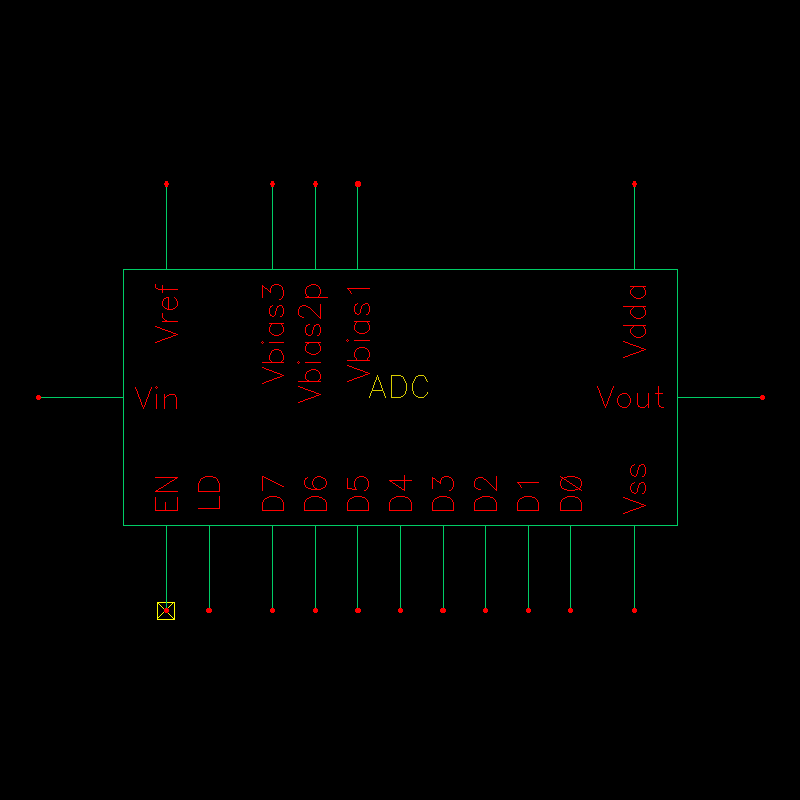 Vref
Vbias3
Vbias2p
Vbias1
Vdda
Vin
ADC
Vout
EN
LD
D7
D6
D5
D4
D3
D2
D1
D0
Vss